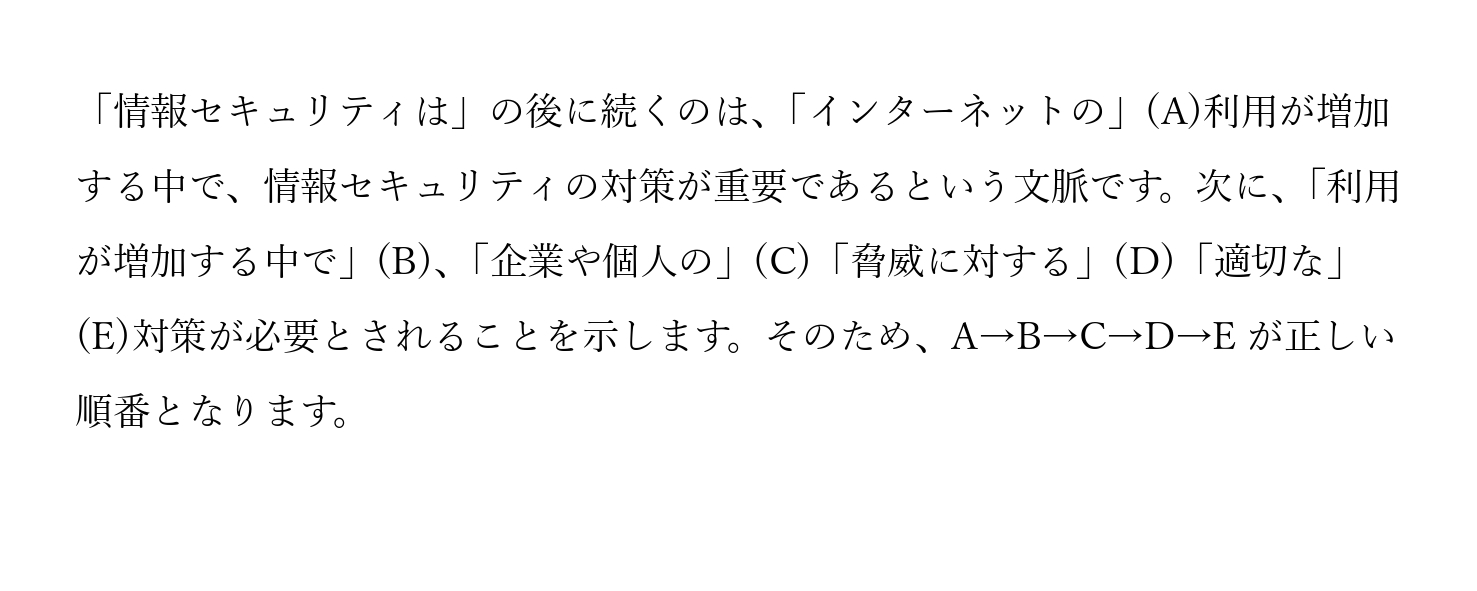 「情報セキュリティは」の後に続くのは、「インターネットの」(A)利用が増加
する中で、情報セキュリティの対策が重要であるという文脈です。次に、「利用
が増加する中で」(B)、「企業や個人の」(C)「脅威に対する」(D)「適切な」
(E)対策が必要とされることを示します。そのため、A→B→C→D→E が正しい
順番となります。